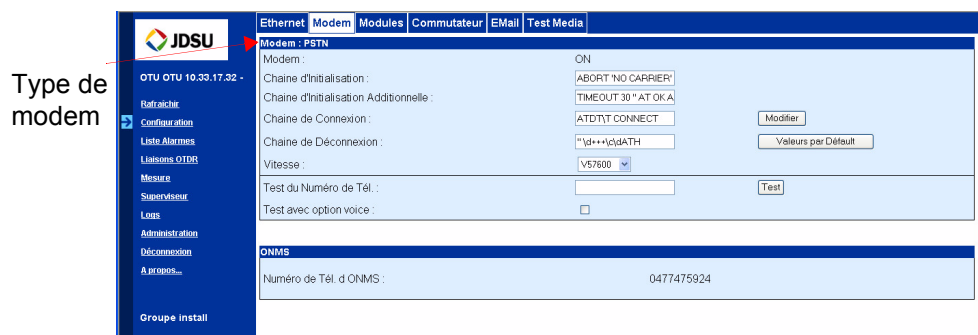 Ethernet Modem Modules Commutateur EMail Test Media
JDSU
Type de
modem
OTU OTU 10.33.17.32 -
Rafraichir
Configuration
Liste Alarmes
Liaisons OTDR
Mesure
Superviseur
Logs
Administration
Déconnexion
A propos...
Groupe install
Modem : PSTN
Modem : ON
Chaine d'Initialisation : ABORT 'NO CARRIER'
Chaine d'Initialisation Additionnelle : TIMEOUT 30 '' AT OK A
Chaine de Connexion : ATDT\T CONNECT Modifier
Chaine de Déconnexion : '' \d+++\c\dATH Valeurs par Défault
Vitesse : V57600
Test du Numéro de Tél. : Test
Test avec option voice :
ONMS
Numéro de Tél. d ONMS : 0477475924